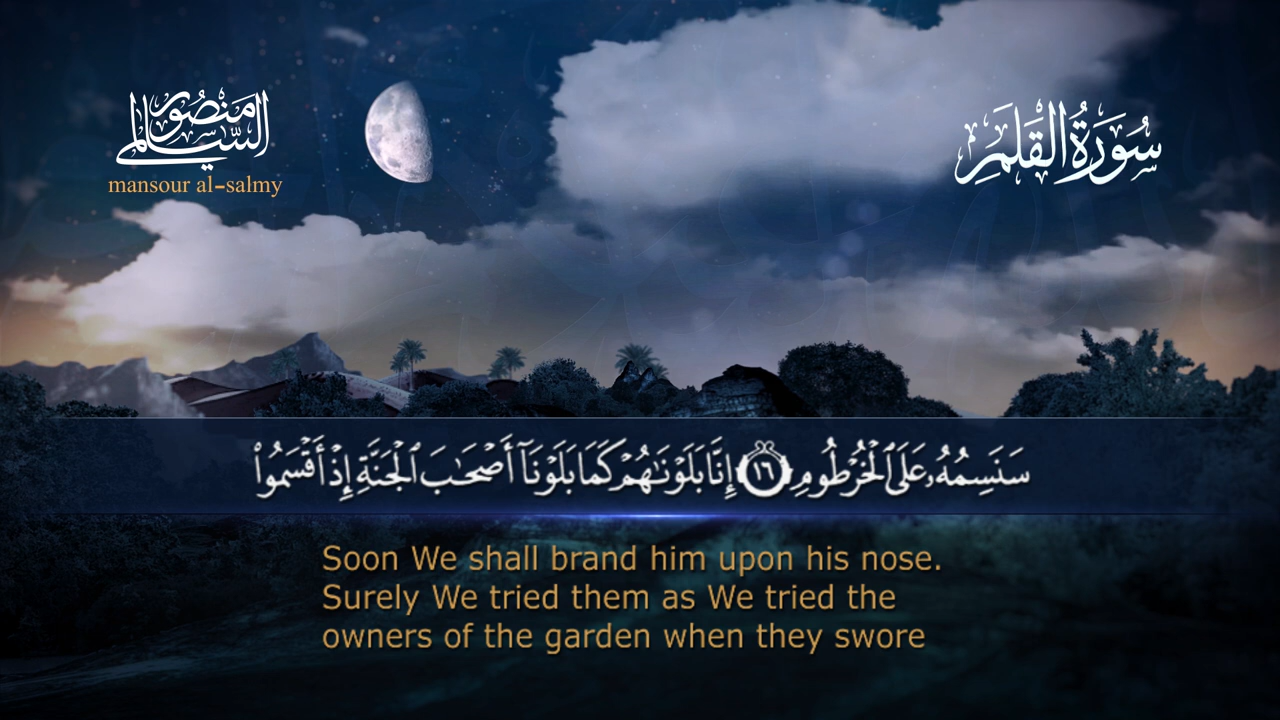 منصور السالمي
mansour al-salmy
سُورَةُ القَلَمِ
سَنَسِمُهُۥ عَلَى ٱلْخُرْطُومِ ١٦ إِنَّا بَلَوْنَٰهُمْ كَمَا بَلَوْنَآ أَصْحَٰبَ ٱلْجَنَّةِ إِذْ أَقْسَمُوا۟
Soon We shall brand him upon his nose.
Surely We tried them as We tried the
owners of the garden when they swore